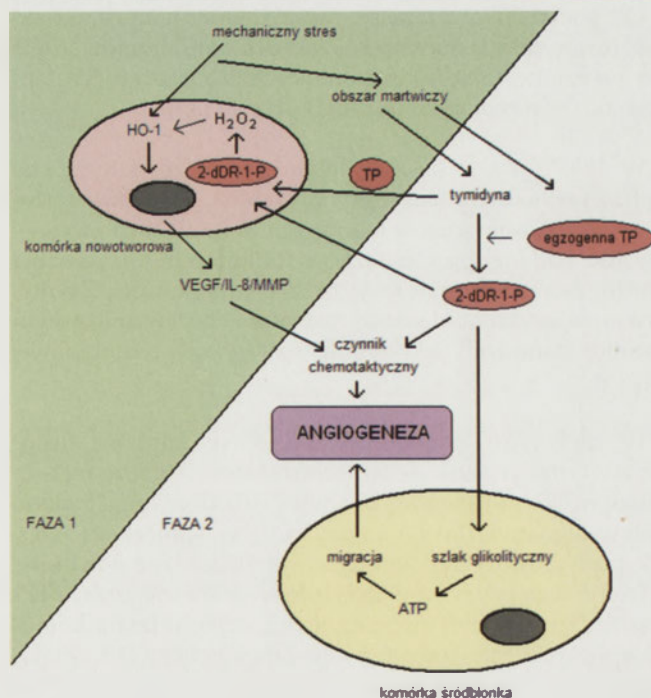 mechaniczny stres
obszar martwiczy
HO-1
H2O2
2-dDR-1-P
TP
tymidyna
egzogenna TP
komórka nowotworowa
VEGF/IL-8/MMP
2-dDR-1-P
czynnik
chemotaktyczny
ANGIOGENEZA
FAZA 1
FAZA 2
migracja
szlak glikolityczny
ATP
komórka śródbłonka